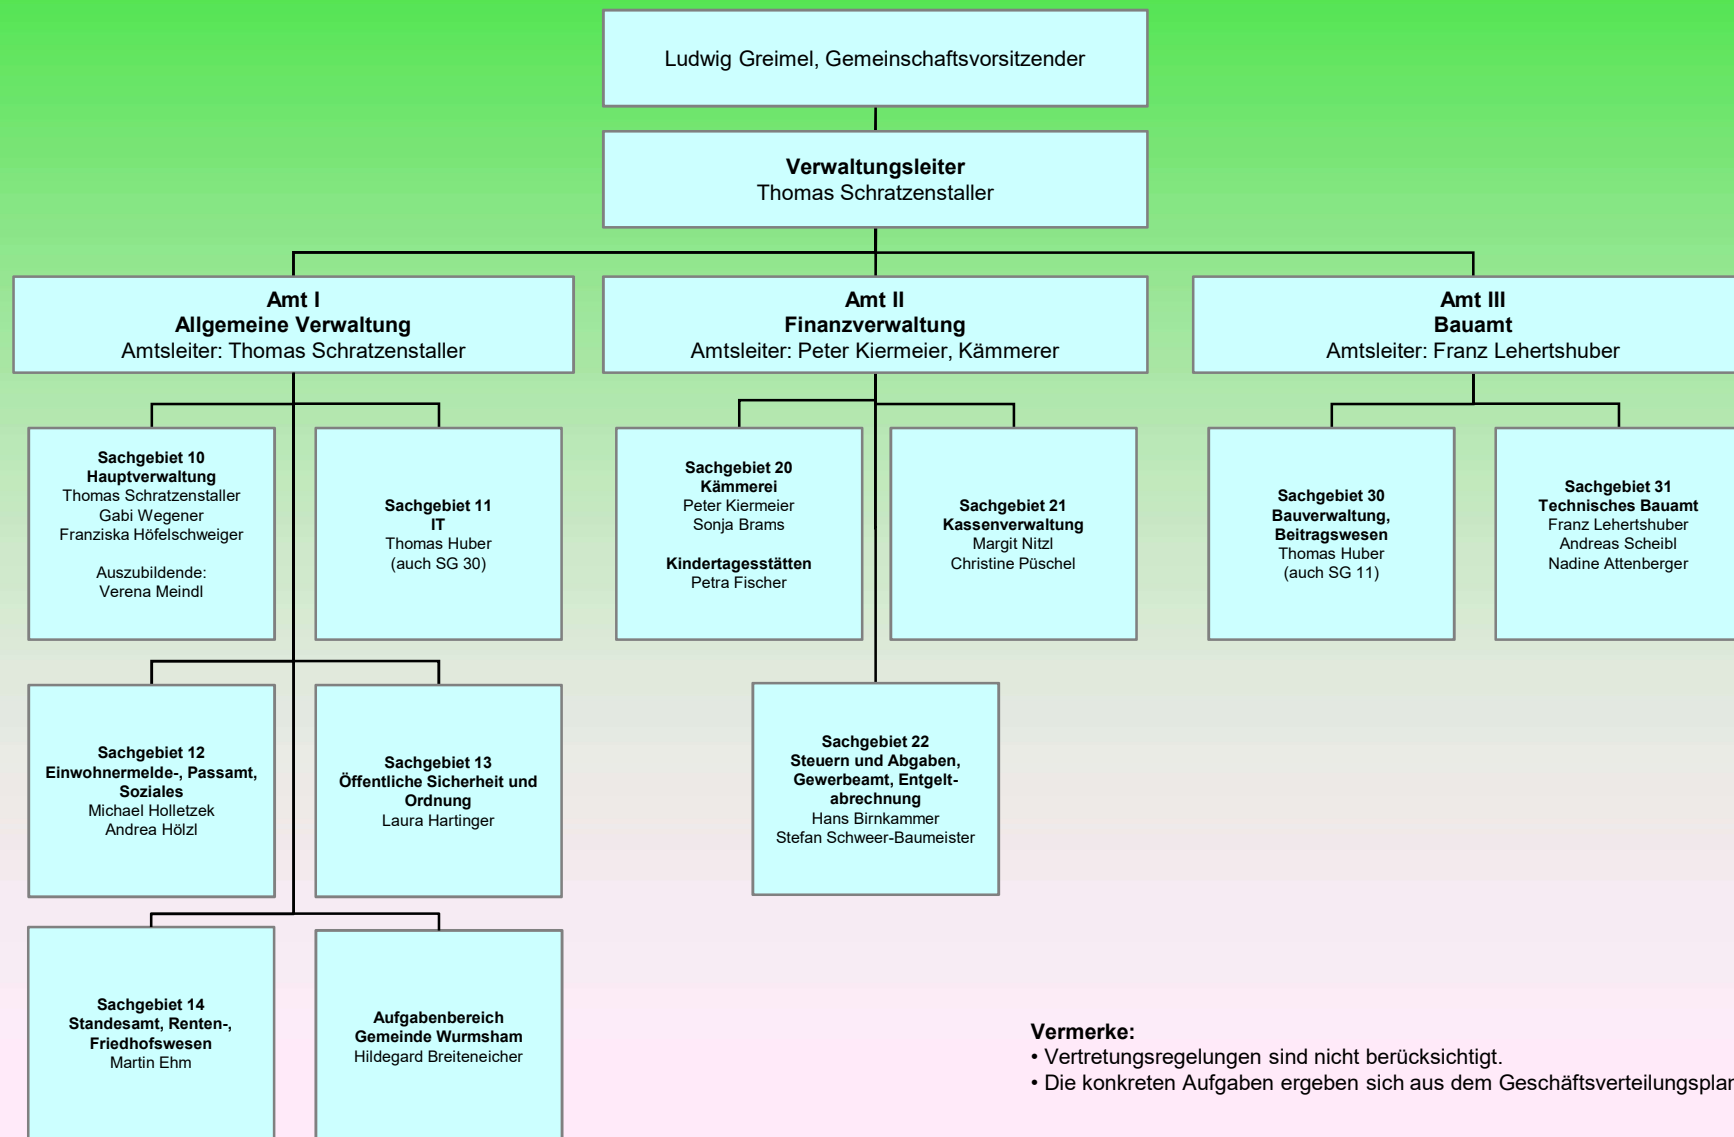 Ludwig Greimel, Gemeinschaftsvorsitzender
Verwaltungsleiter
Thomas Schratzenstaller
Amt I
Allgemeine Verwaltung
Amtsleiter: Thomas Schratzenstaller
Amt II
Finanzverwaltung
Amtsleiter: Peter Kiermeier, Kämmerer
Amt III
Bauamt
Amtsleiter: Franz Lehertshuber
Sachgebiet 10
Hauptverwaltung
Thomas Schratzenstaller
Gabi Wegener
Franziska Höfelschweiger
Auszubildende:
Verena Meindl
Sachgebiet 11
IT
Thomas Huber
(auch SG 30)
Sachgebiet 20
Kämmerei
Peter Kiermeier
Sonja Brams
Kindertagesstätten
Petra Fischer
Sachgebiet 21
Kassenverwaltung
Margit Nitzl
Christine Püschel
Sachgebiet 30
Bauverwaltung,
Beitragswesen
Thomas Huber
(auch SG 11)
Sachgebiet 31
Technisches Bauamt
Franz Lehertshuber
Andreas Scheibl
Nadine Attenberger
Sachgebiet 12
Einwohnermelde-, Passamt,
Soziales
Michael Holletzek
Andrea Hölzl
Sachgebiet 13
Öffentliche Sicherheit und
Ordnung
Laura Hartinger
Sachgebiet 22
Steuern und Abgaben,
Gewerbeamt, Entgelt-
abrechnung
Hans Birnkammer
Stefan Schweer-Baumeister
Sachgebiet 14
Standesamt, Renten-,
Friedhofswesen
Martin Ehm
Aufgabenbereich
Gemeinde Wurmsham
Hildegard Breiteneicher
Vermerke:
• Vertretungsregelungen sind nicht berücksichtigt.
• Die konkreten Aufgaben ergeben sich aus dem Geschäftsverteilungsplan